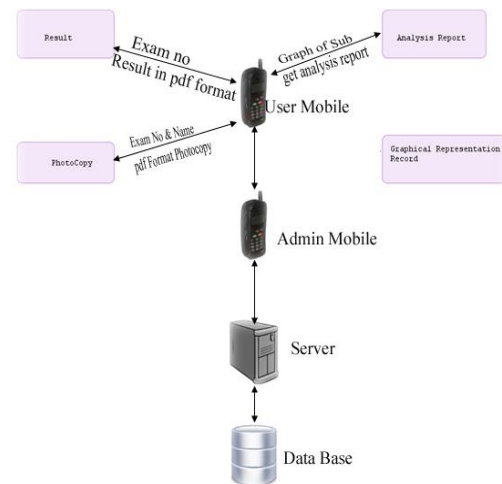 Result
Exam no
Result in pdf format
Graph of Sub
get analysis report
Analysis Report
User Mobile
Exam No & Name
pdf Format Photocopy
PhotoCopy
Graphical Representation
Record
Admin Mobile
Server
Data Base